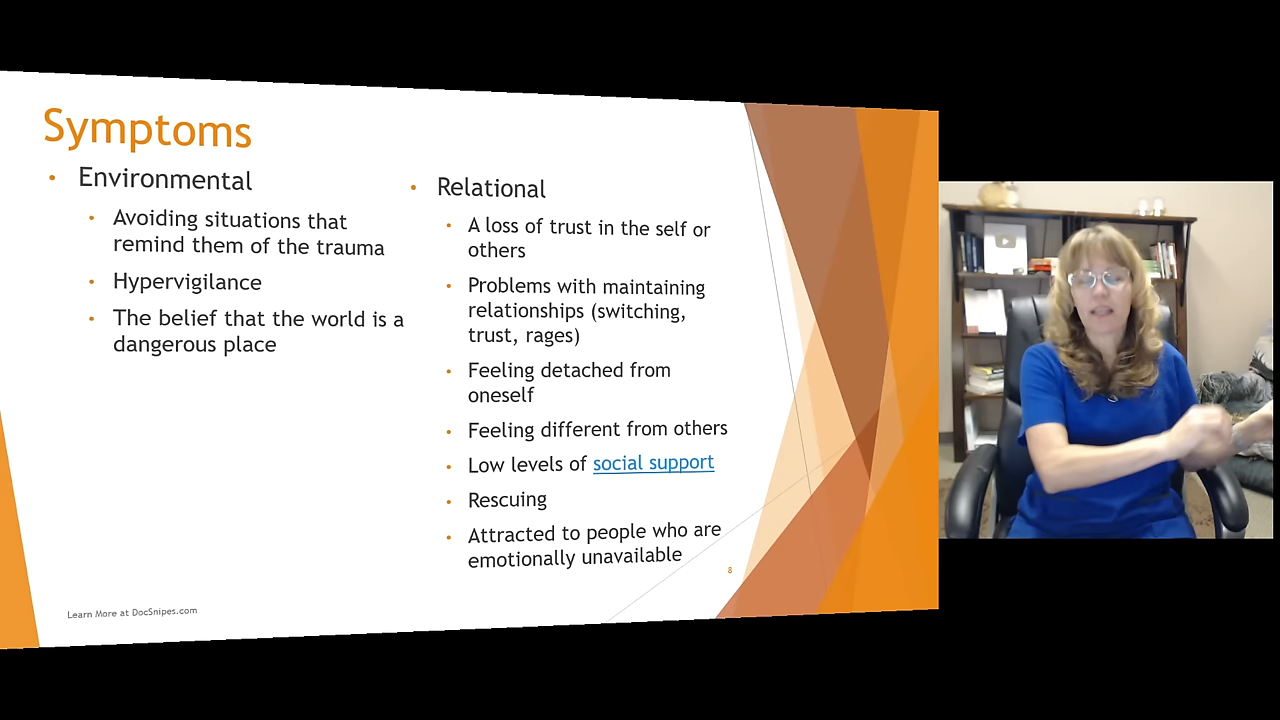 Symptoms
• Environmental
• Avoiding situations that
remind them of the trauma
• Hypervigilance
• The belief that the world is a
dangerous place
• Relational
• A loss of trust in the self or
others
• Problems with maintaining
relationships (switching,
trust, rages)
• Feeling detached from
oneself
• Feeling different from others
• Low levels of social support
• Rescuing
• Attracted to people who are
emotionally unavailable
8
Learn More at DocSnipes.com